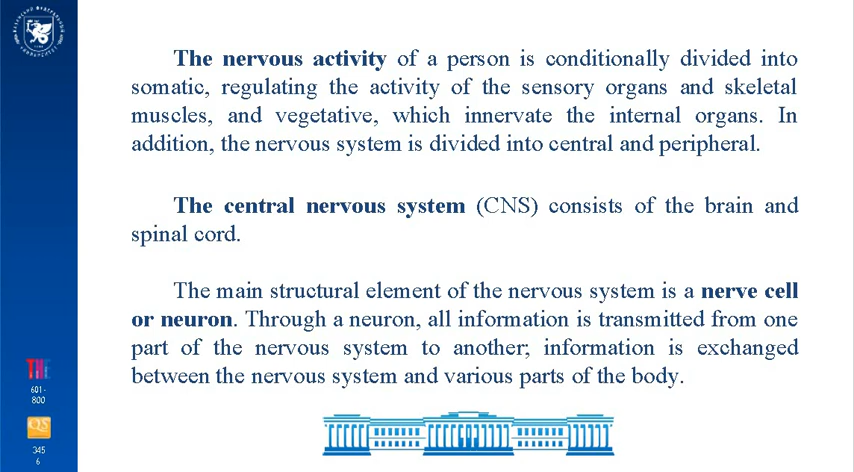 The nervous activity of a person is conditionally divided into
somatic, regulating the activity of the sensory organs and skeletal
muscles, and vegetative, which innervate the internal organs. In
addition, the nervous system is divided into central and peripheral.
The central nervous system (CNS) consists of the brain and
spinal cord.
The main structural element of the nervous system is a nerve cell
or neuron. Through a neuron, all information is transmitted from one
part of the nervous system to another; information is exchanged
between the nervous system and various parts of the body.
THE
601-
800
QS
345
6